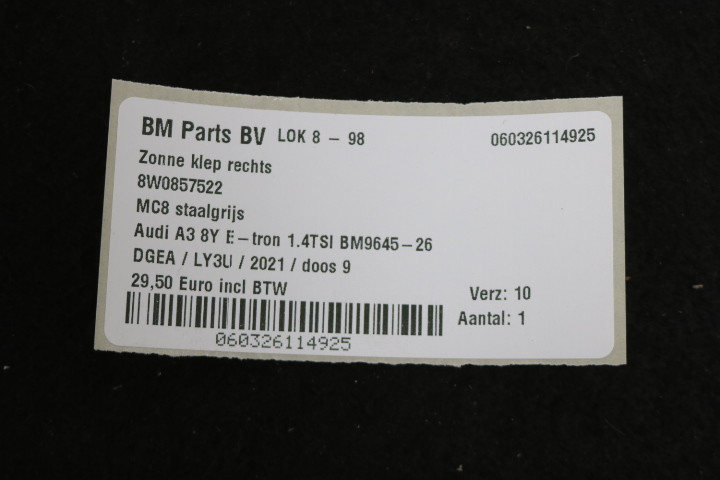 BM Parts BV LOK 8 - 98 060326114925
Zonne klep rechts
8W0857522
MC8 staalgrijs
Audi A3 8Y E-tron 1.4TSI BM9645-26
DGEA / LY3U / 2021 / doos 9
29,50 Euro incl BTW Verz: 10
Aantal: 1
060326114925